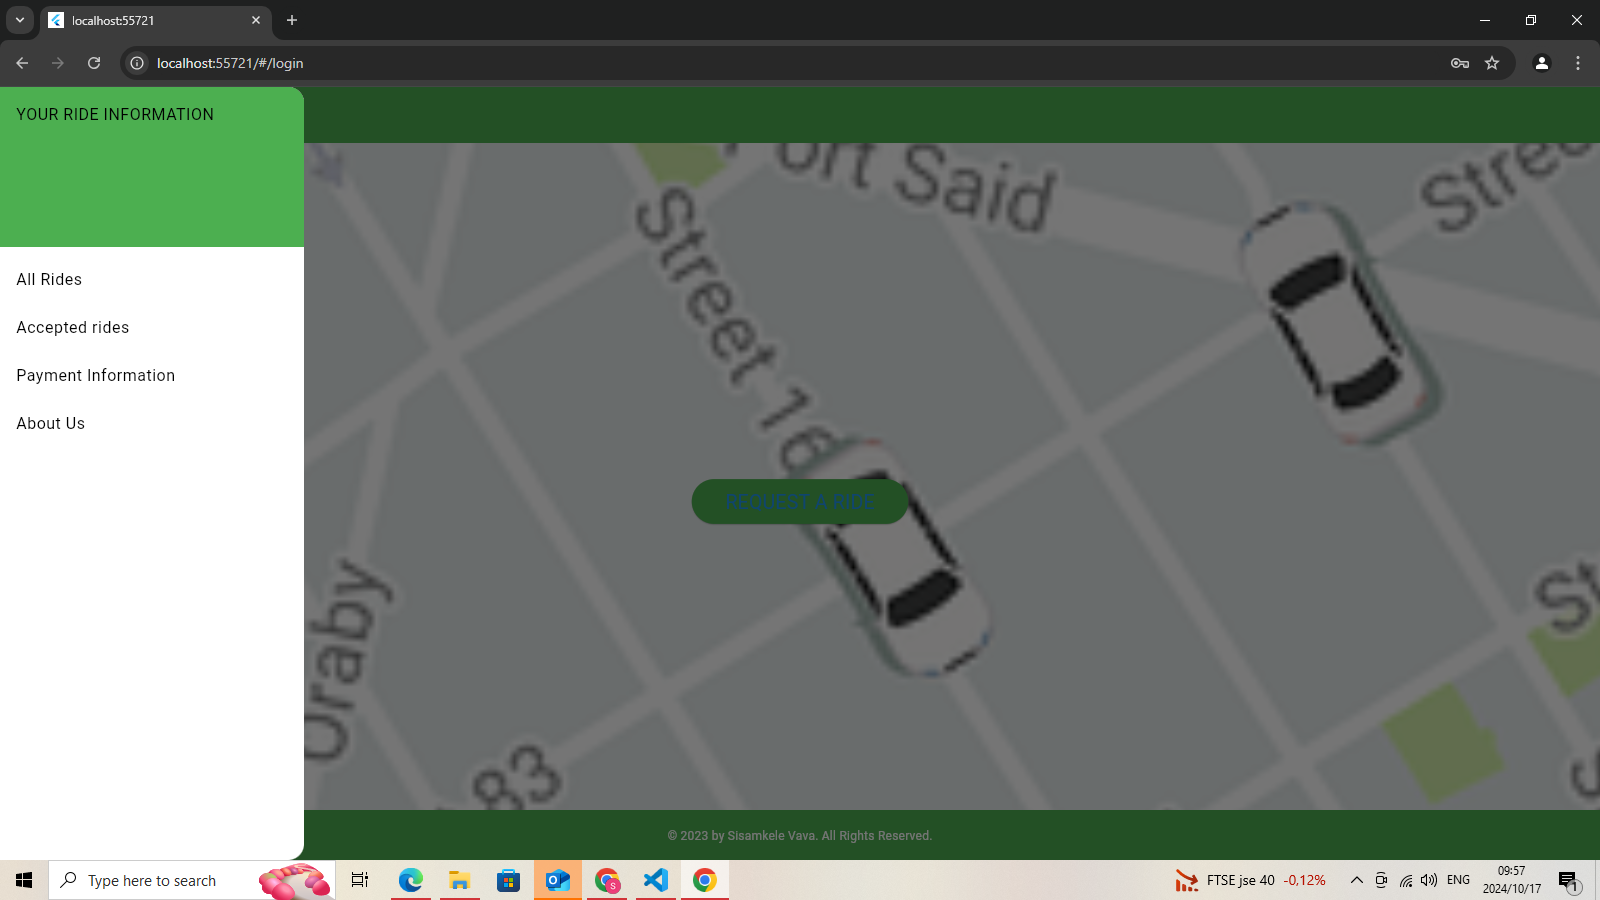 localhost:55721
localhost:55721/#/login
YOUR RIDE INFORMATION
All Rides
Accepted rides
Payment Information
About Us
Port Said
Street 16
Stree
REQUEST A RIDE
Oraby
St
83
© 2023 by Sisamkele Vava. All Rights Reserved.
Type here to search
S
FTSE jse 40 -0,12%
ENG
09:57
2024/10/17
1